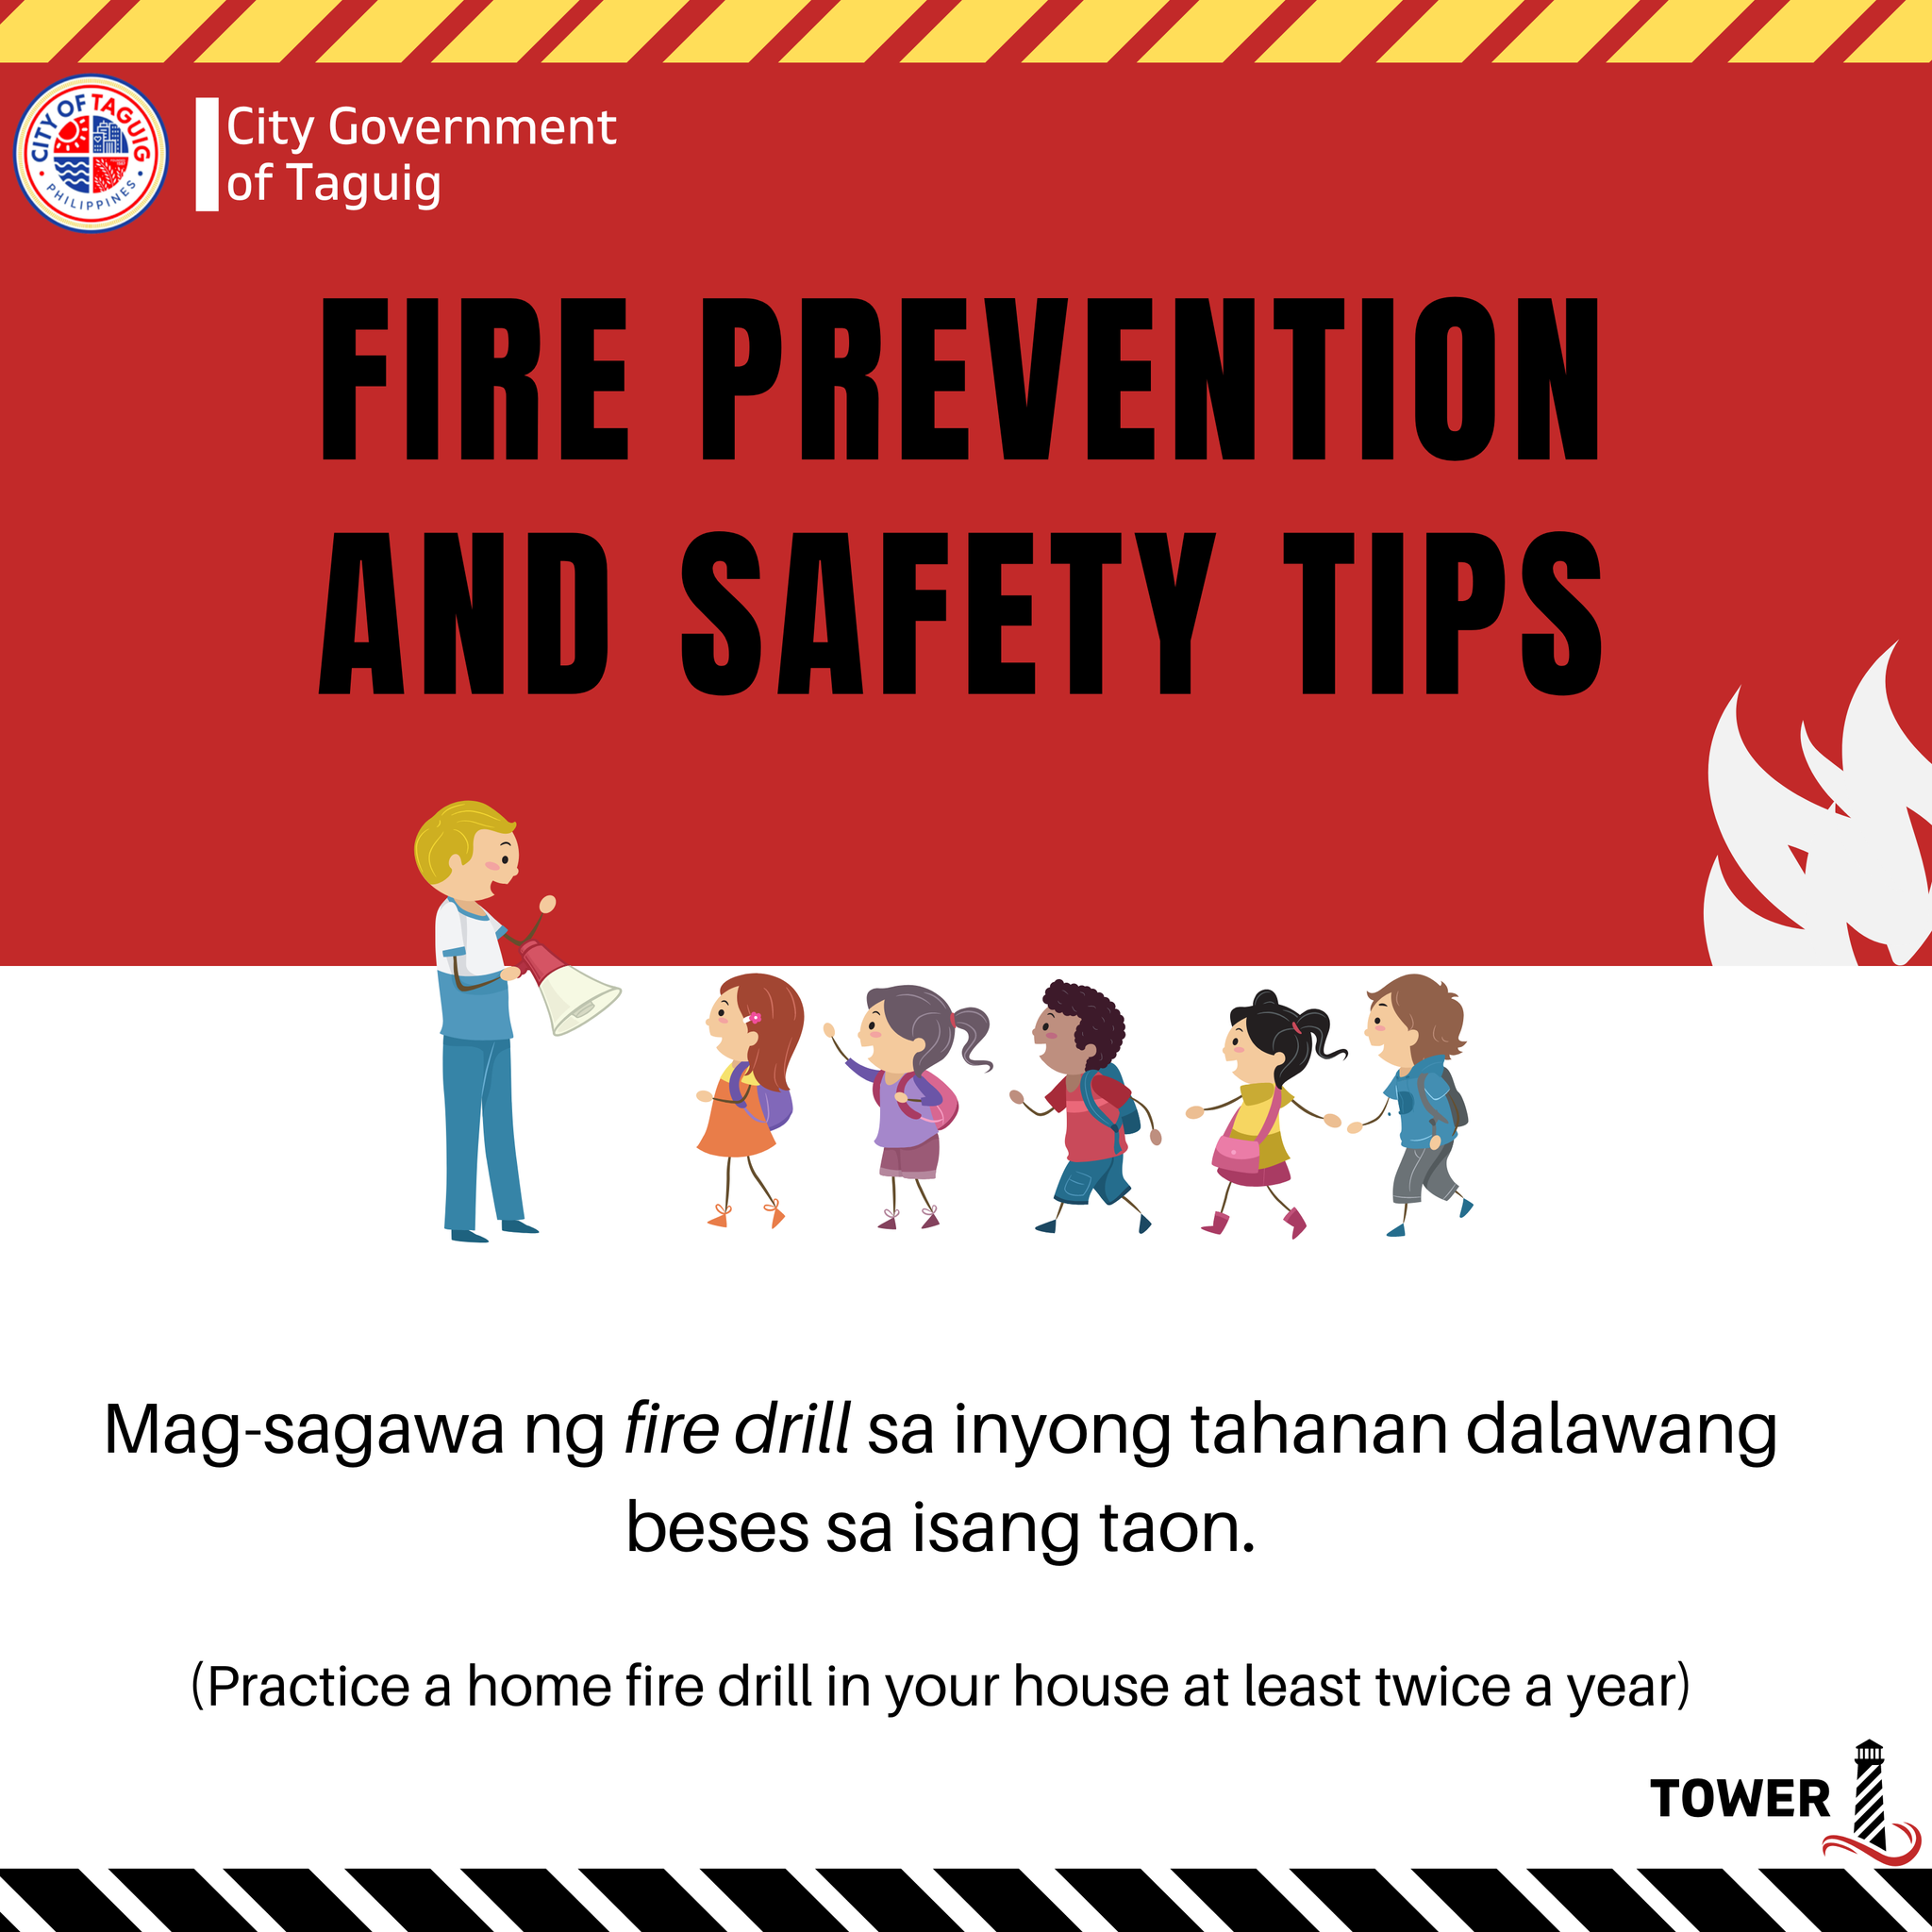 CITY OF TAGUIG
PHILIPPINES
City Government
of Taguig
FIRE PREVENTION
AND SAFETY TIPS
Mag-sagawa ng fire drill sa inyong tahanan dalawang
beses sa isang taon.
(Practice a home fire drill in your house at least twice a year)
TOWER